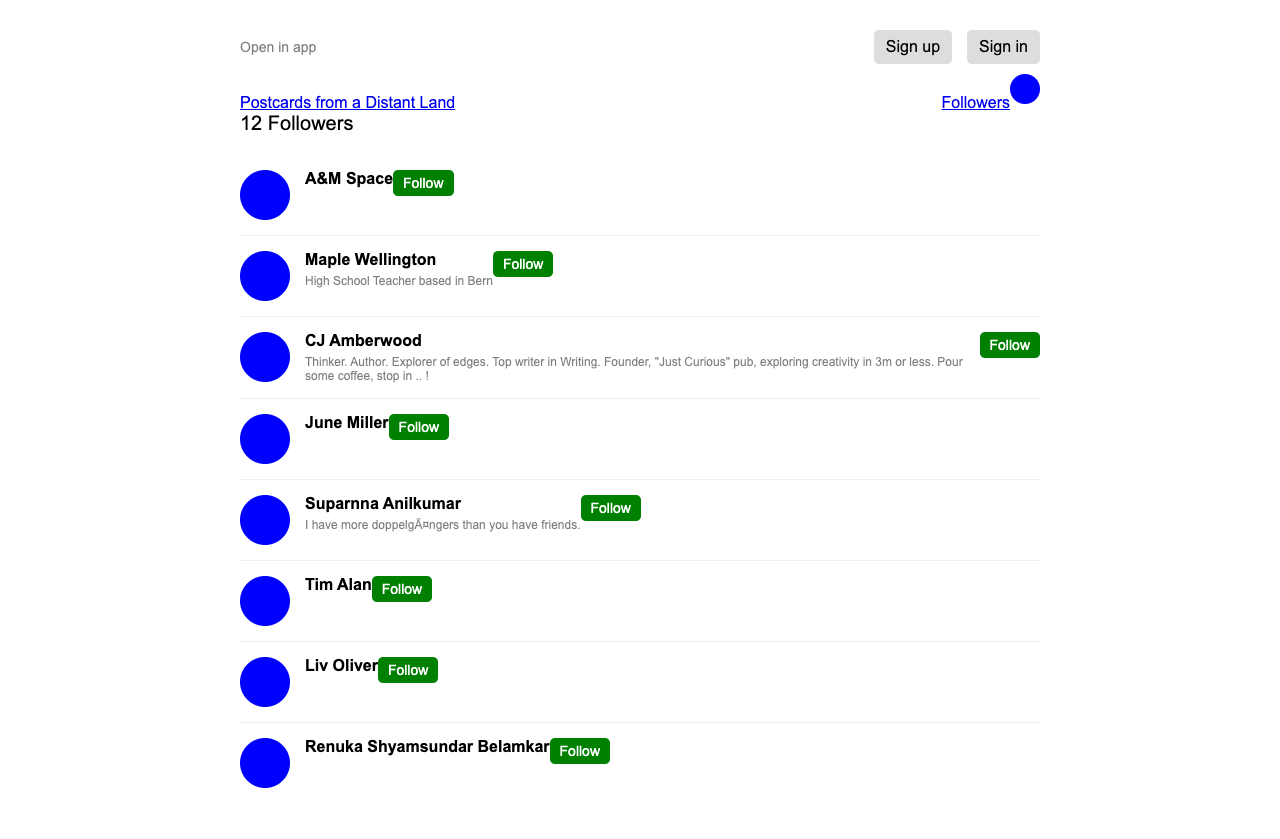 Open in app
Sign up
Sign in
Postcards from a Distant Land
Followers
12 Followers
A&M Space
Follow
Maple Wellington
Follow
High School Teacher based in Bern
CJ Amberwood
Follow
Thinker. Author. Explorer of edges. Top writer in Writing. Founder, "Just Curious" pub, exploring creativity in 3m or less. Pour
some coffee, stop in .. !
June Miller
Follow
Suparnna Anilkumar
Follow
I have more doppelgÃ¤ngers than you have friends.
Tim Alan
Follow
Liv Oliver
Follow
Renuka Shyamsundar Belamkar
Follow